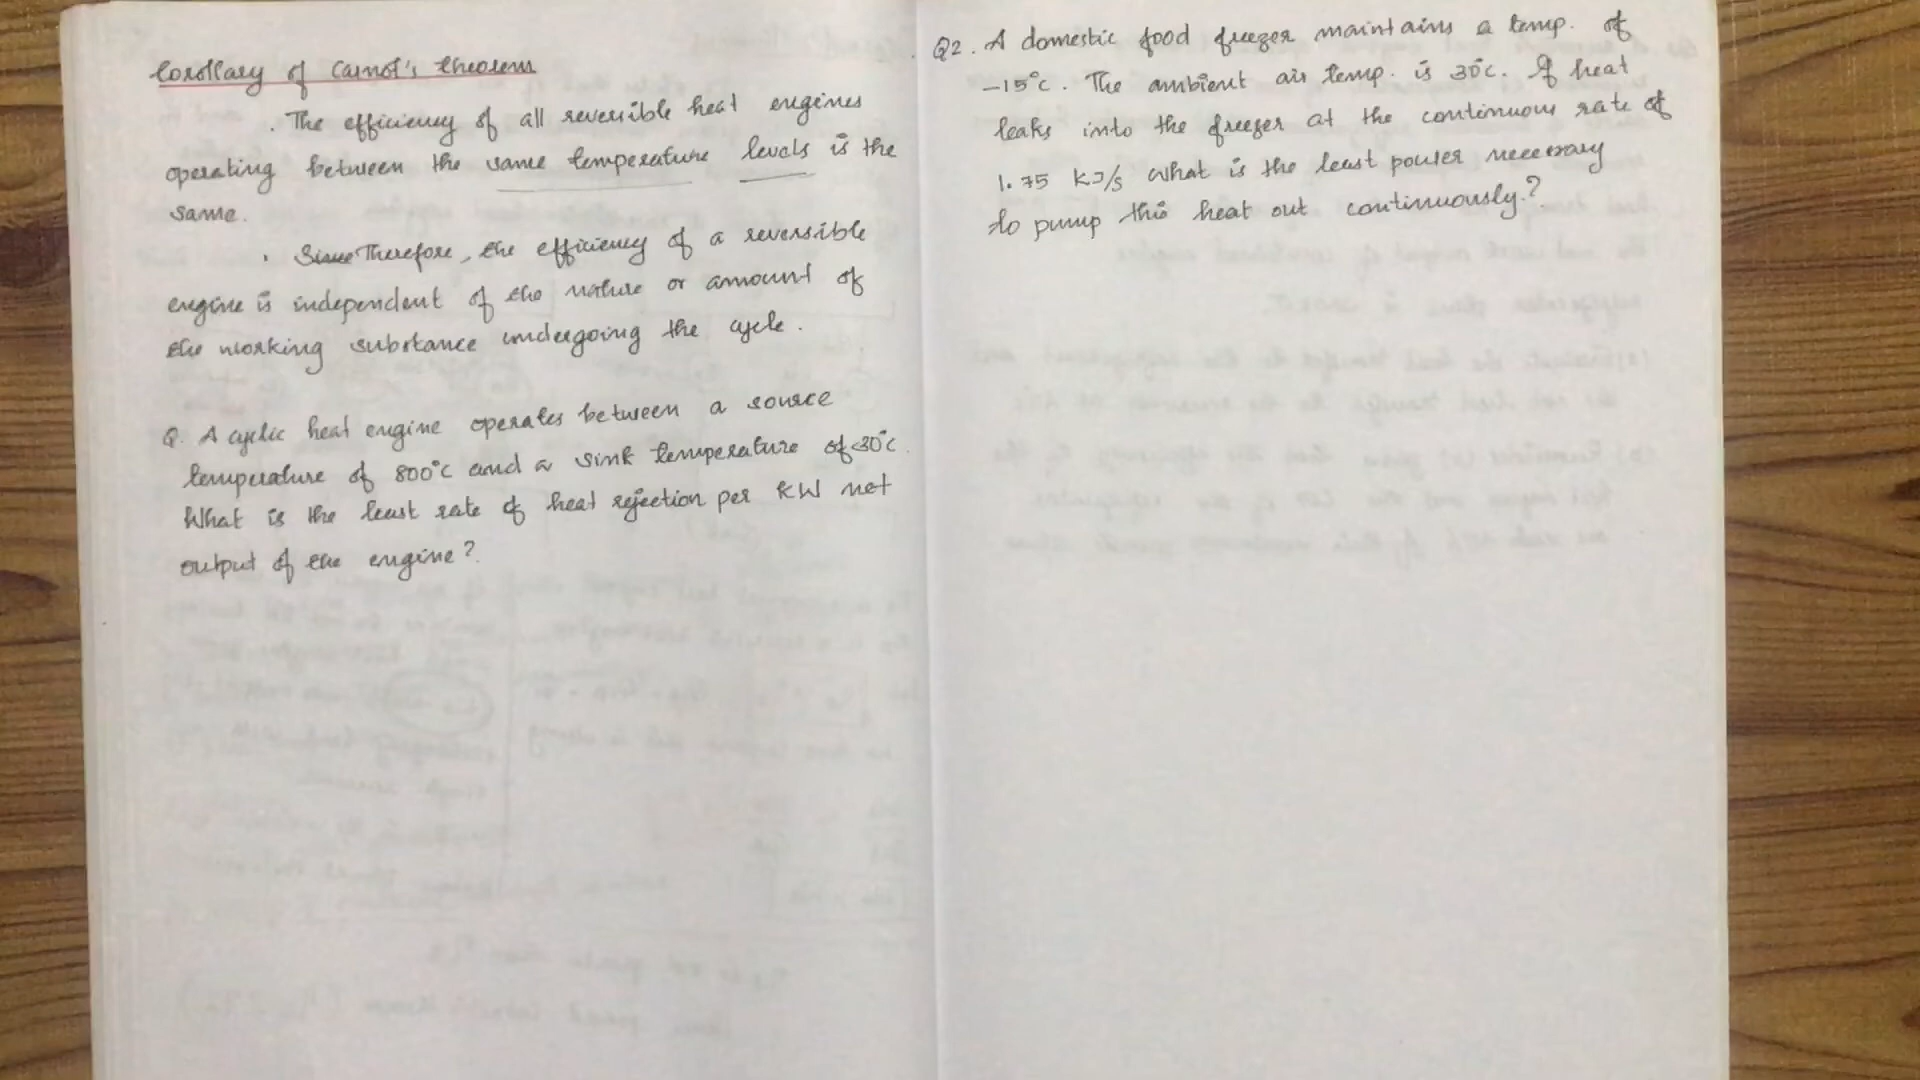 Corollary of Carnot's theorem
. The efficiency of all reversible heat engines
operating between the same temperature levels is the
same.
. Since Therefore, the efficiency of a reversible
engine is independent of the nature or amount of
the working substance undergoing the cycle.
Q. A cyclic heat engine operates between a source
temperature of 800°C and a sink temperature of 30°C.
What is the least rate of heat rejection per KW net
output of the engine?
Q2. A domestic food freezer maintains a temp. of
-15°C. The ambient air temp. is 30°C. If heat
leaks into the freezer at the continuous rate of
1.75 KJ/s what is the least power necessary
to pump this heat out continuously?